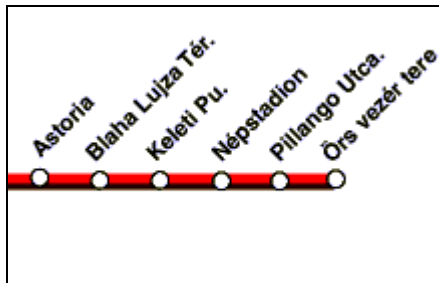 Astoria
Blaha Lujza Tér.
Keleti Pu.
Népstadion
Pillango Utca.
Örs vezér tere